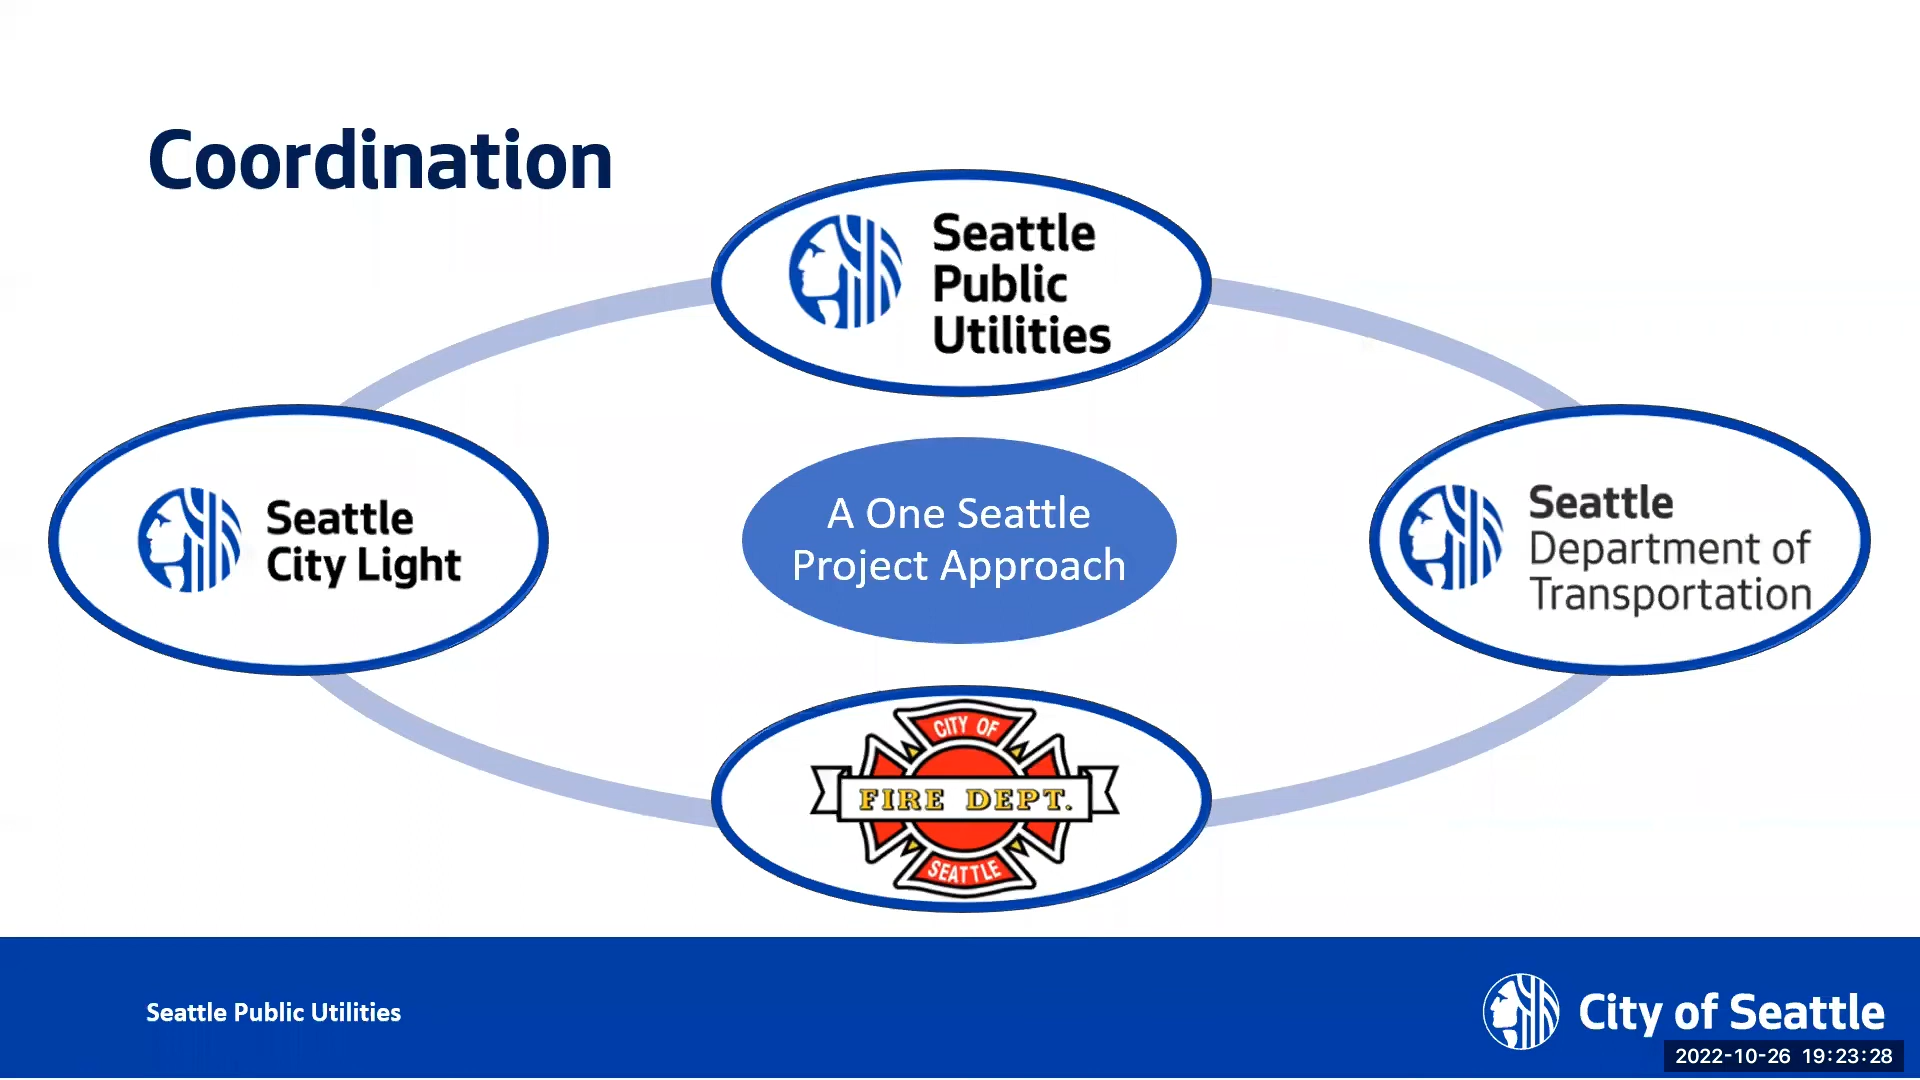 Coordination
Seattle
Public
Utilities
Seattle
City Light
A One Seattle
Project Approach
Seattle
Department of
Transportation
CITY OF
FIRE DEPT.
SEATTLE
Seattle Public Utilities
City of Seattle
2022-10-26 19:23:28